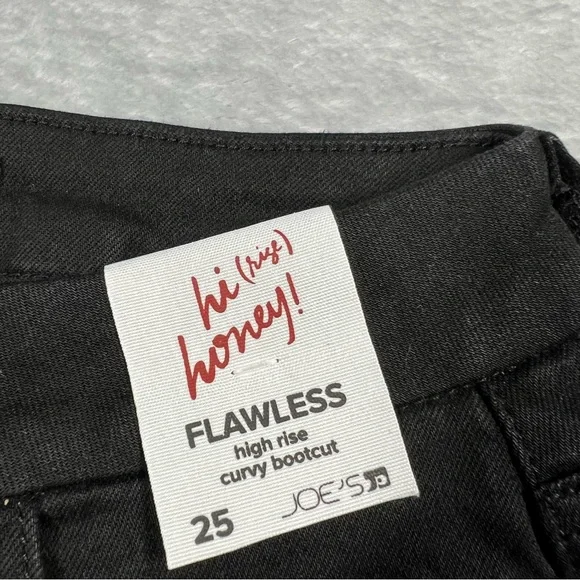 hi (rise)
honey!
FLAWLESS
high rise
curvy bootcut
25 JOE'S